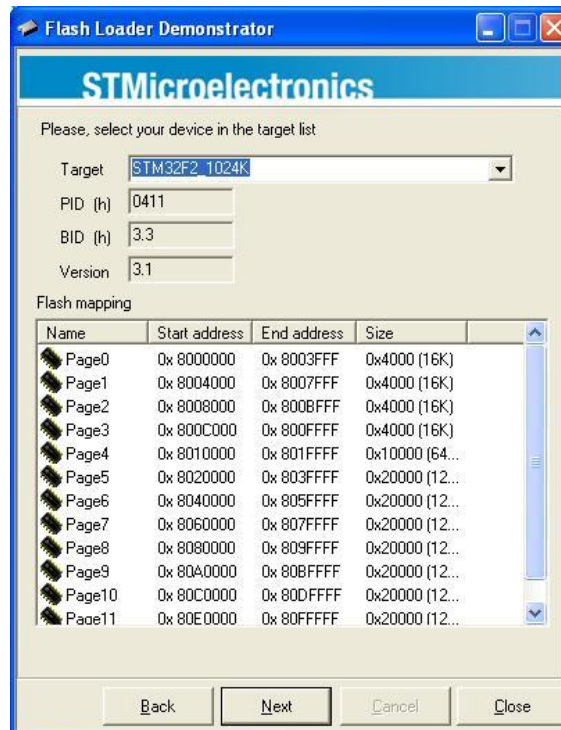 Flash Loader Demonstrator
STMicroelectronics
Please, select your device in the target list
Target STM32F2_1024K
PID (h) 0411
BID (h) 3.3
Version 3.1
Flash mapping
Name Start address End address Size
Page0 0x 8000000 0x 8003FFF 0x4000 (16K)
Page1 0x 8004000 0x 8007FFF 0x4000 (16K)
Page2 0x 8008000 0x 800BFFF 0x4000 (16K)
Page3 0x 800C000 0x 800FFFF 0x4000 (16K)
Page4 0x 8010000 0x 801FFFF 0x10000 (64...
Page5 0x 8020000 0x 803FFFF 0x20000 (12...
Page6 0x 8040000 0x 805FFFF 0x20000 (12...
Page7 0x 8060000 0x 807FFFF 0x20000 (12...
Page8 0x 8080000 0x 809FFFF 0x20000 (12...
Page9 0x 80A0000 0x 80BFFFF 0x20000 (12...
Page10 0x 80C0000 0x 80DFFFF 0x20000 (12...
Page11 0x 80E0000 0x 80FFFFF 0x20000 (12...
Back Next Cancel Close